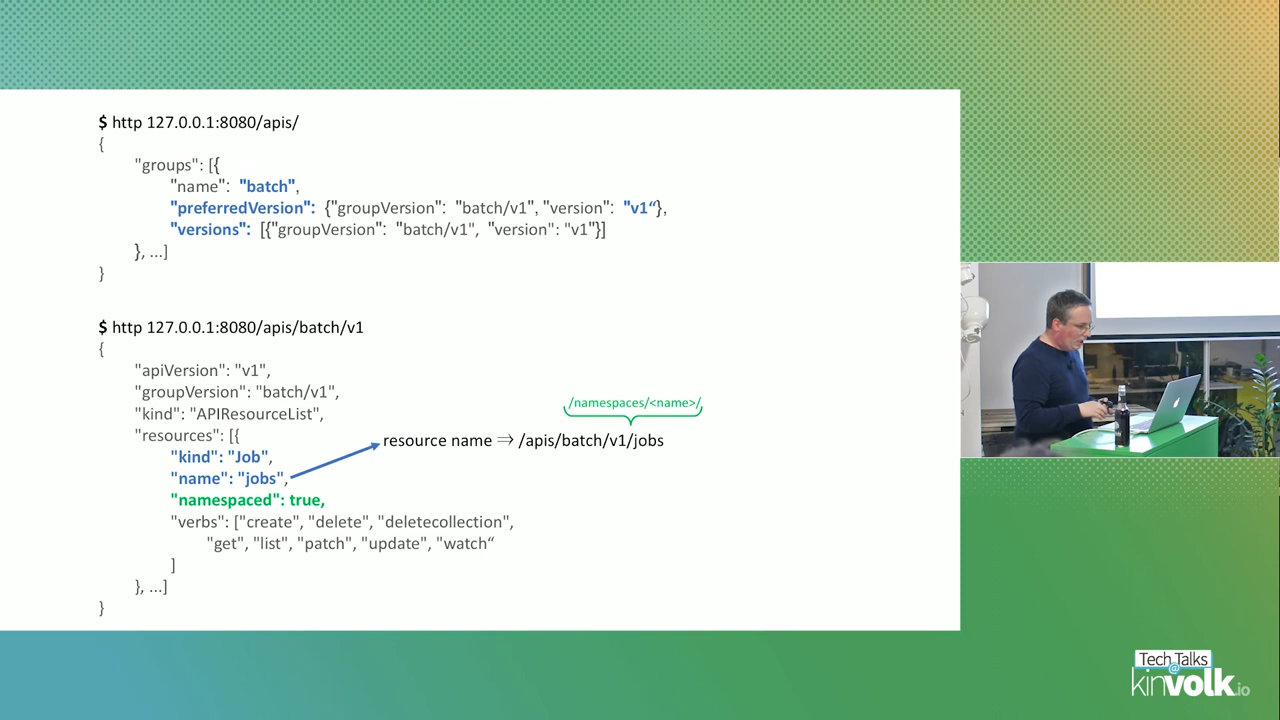 $ http 127.0.0.1:8080/apis/
{
"groups": [{
"name": "batch",
"preferredVersion": {"groupVersion": "batch/v1", "version": "v1“},
"versions": [{"groupVersion": "batch/v1", "version": "v1"}]
}, ...]
}
$ http 127.0.0.1:8080/apis/batch/v1
{
"apiVersion": "v1",
"groupVersion": "batch/v1",
"kind": "APIResourceList",
"resources": [{
"kind": "Job",
"name": "jobs",
"namespaced": true,
"verbs": ["create", "delete", "deletecollection",
"get", "list", "patch", "update", "watch“
]
}, ...]
}
/namespaces/<name>/
resource name ⇒ /apis/batch/v1/jobs
Tech Talks
@
kinvolk.io